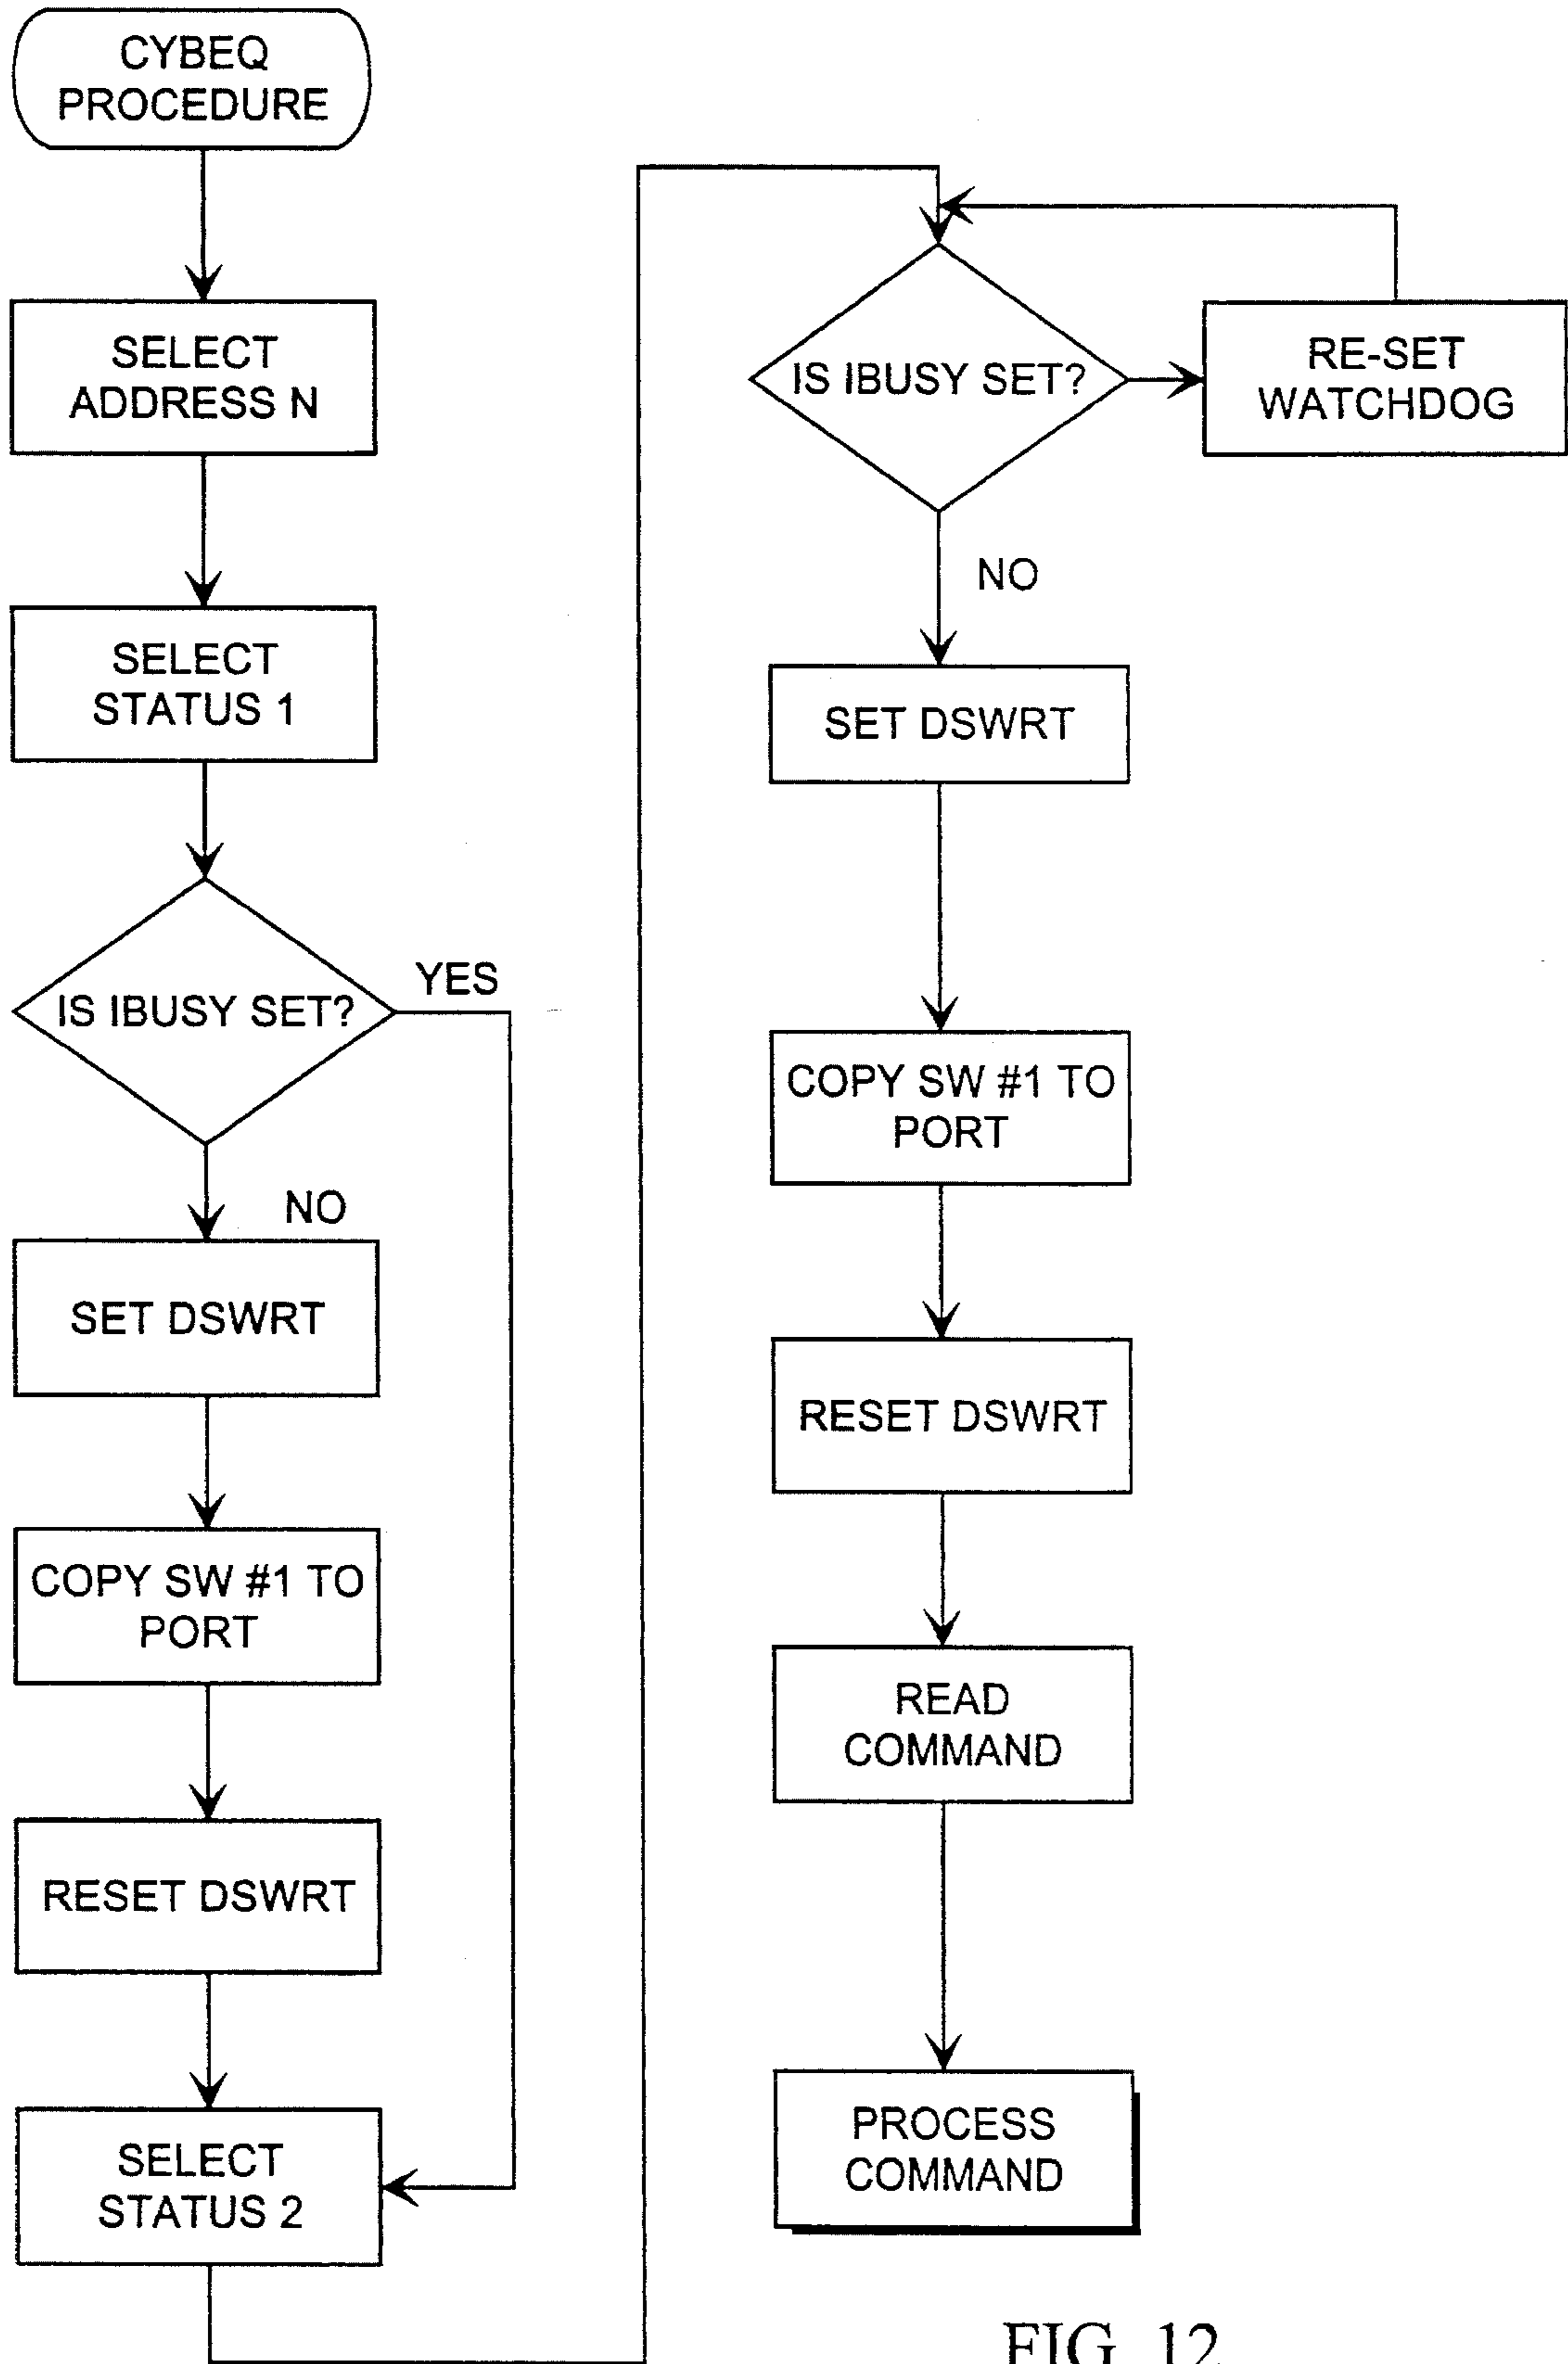 CYBEQ
PROCEDURE
SELECT
ADDRESS N
SELECT
STATUS 1
IS IBUSY SET?
YES
NO
SET DSWRT
COPY SW #1 TO
PORT
RESET DSWRT
SELECT
STATUS 2
IS IBUSY SET?
RE-SET
WATCHDOG
NO
SET DSWRT
COPY SW #1 TO
PORT
RESET DSWRT
READ
COMMAND
PROCESS
COMMAND
FIG. 12